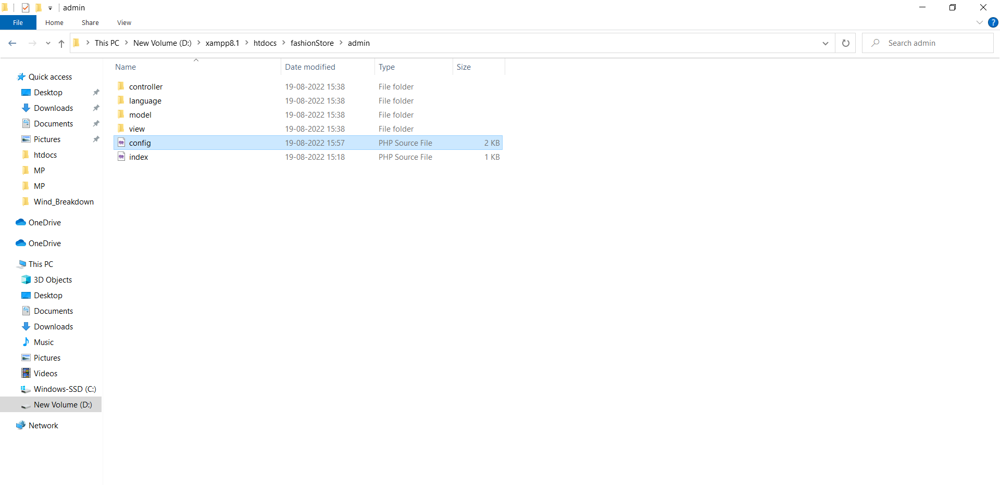 admin
File Home Share View
This PC New Volume (D:) xampp8.1 htdocs fashionStore admin Search admin
Name Date modified Type Size
controller 19-08-2022 15:38 File folder
language 19-08-2022 15:38 File folder
model 19-08-2022 15:38 File folder
view 19-08-2022 15:38 File folder
config 19-08-2022 15:57 PHP Source File 2 KB
index 19-08-2022 15:18 PHP Source File 1 KB
Quick access
Desktop
Downloads
Documents
Pictures
htdocs
MP
MP
Wind_Breakdown
OneDrive
OneDrive
This PC
3D Objects
Desktop
Documents
Downloads
Music
Pictures
Videos
Windows-SSD (C:)
New Volume (D:)
Network